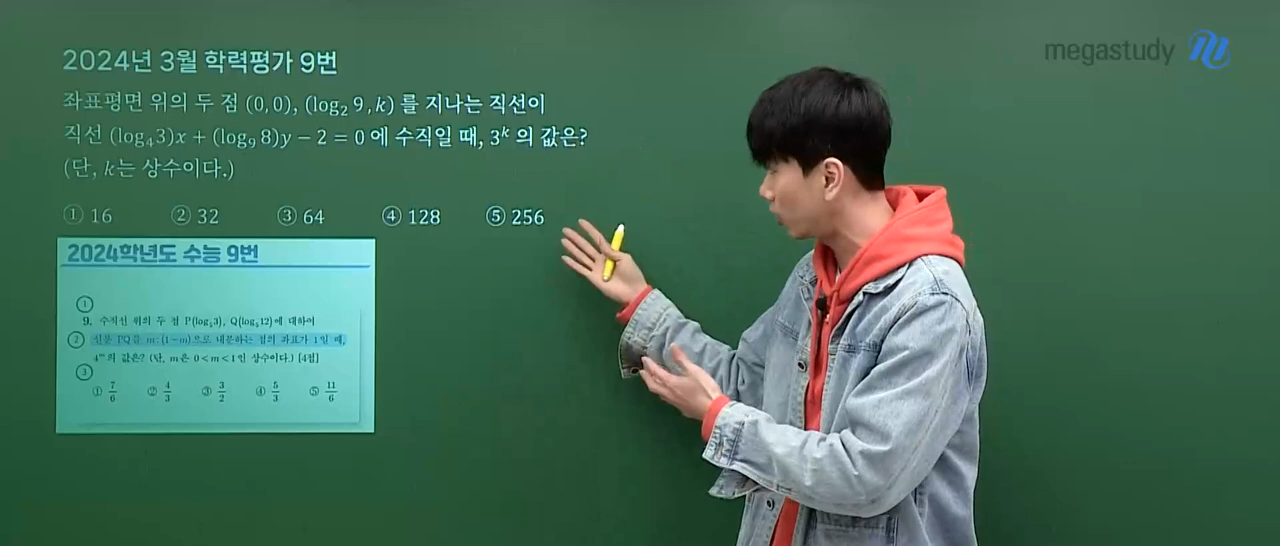 2024년 3월 학력평가 9번
megastudy
좌표평면 위의 두 점 (0, 0), (log₂ 9, k) 를 지나는 직선이
직선 (log₄3)x + (log₉ 8)y − 2 = 0 에 수직일 때, 3ᵏ 의 값은?
(단, k는 상수이다.)
① 16 ② 32 ③ 64 ④ 128 ⑤ 256
2024학년도 수능 9번
①
9. 수직선 위의 두 점 P(log₅3), Q(log₅12)에 대하여
② 선분 PQ를 m:(1−m)으로 내분하는 점의 좌표가 1일 때,
4ᵐ의 값은? (단, m은 0<m<1인 상수이다.) [4점]
③
① 7/6 ② 4/3 ③ 3/2 ④ 5/3 ⑤ 11/6